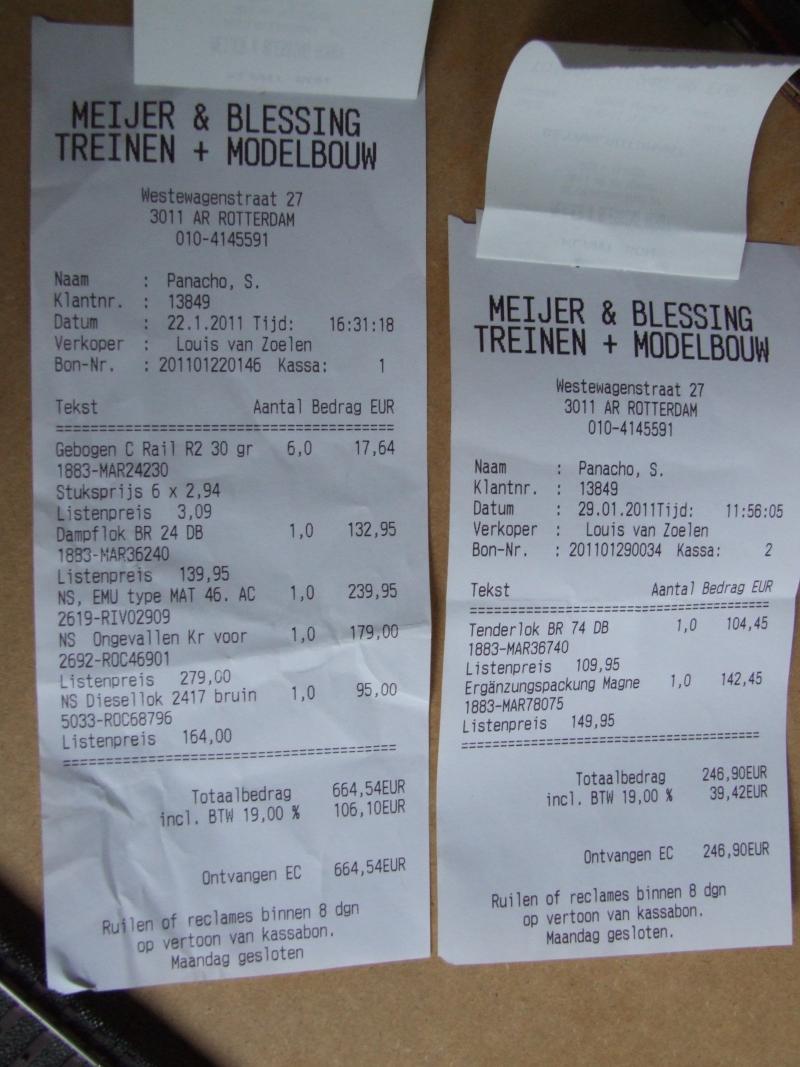 MEIJER & BLESSING
TREINEN + MODELBOUW
Westewagenstraat 27
3011 AR ROTTERDAM
010-4145591
Naam : Panacho, S.
Klantnr. : 13849
Datum : 22.1.2011 Tijd: 16:31:18
Verkoper : Louis van Zoelen
Bon-Nr. : 201101220146 Kassa: 1
Tekst Aantal Bedrag EUR
========================================
Gebogen C Rail R2 30 gr 6,0 17,64
1883-MAR24230
Stuksprijs 6 x 2,94
Listenpreis 3,09
Dampflok BR 24 DB 1,0 132,95
1883-MAR36240
Listenpreis 139,95
NS, EMU type MAT 46. AC 1,0 239,95
2619-RIVO2909
NS Ongevallen Kr voor 1,0 179,00
2692-ROC46901
Listenpreis 279,00
NS Diesellok 2417 bruin 1,0 95,00
5033-ROC68796
Listenpreis 164,00
========================================
Totaalbedrag 664,54EUR
incl. BTW 19,00 % 106,10EUR
Ontvangen EC 664,54EUR
Ruilen of reclames binnen 8 dgn
op vertoon van kassabon.
Maandag gesloten
MEIJER & BLESSING
TREINEN + MODELBOUW
Westewagenstraat 27
3011 AR ROTTERDAM
010-4145591
Naam : Panacho, S.
Klantnr. : 13849
Datum : 29.01.2011Tijd: 11:56:05
Verkoper : Louis van Zoelen
Bon-Nr. : 201101290034 Kassa: 2
Tekst Aantal Bedrag EUR
========================================
Tenderlok BR 74 DB 1,0 104,45
1883-MAR36740
Listenpreis 109,95
Ergänzungspackung Magne 1,0 142,45
1883-MAR78075
Listenpreis 149,95
========================================
Totaalbedrag 246,90EUR
incl. BTW 19,00 % 39,42EUR
Ontvangen EC 246,90EUR
Ruilen of reclames binnen 8 dgn
op vertoon van kassabon.
Maandag gesloten.